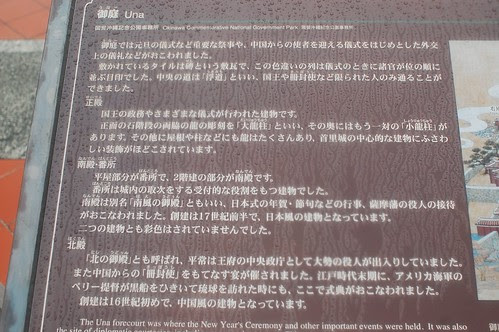 御庭 Una
国営沖縄記念公園事務所 Okinawa Commemorative National Government Park
御庭では元旦の儀式など重要な祭事や、中国からの使者を迎える儀式をはじめとした外交
上の儀礼などがおこなわれました。
敷かれているタイルは磚という敷瓦で、この色違いの列は儀式のときに諸官が位の順に
並ぶ目印でした。中央の道は「浮道」といい、国王や冊封使など限られた人のみ通ることがで
きました。
正殿
国王の政務やさまざまな儀式が行われた建物です。
正面の石階段の両脇の龍の彫刻を「大龍柱」といい、その奥にはもう一対の「小龍柱」が
あります。その他に屋根や柱などにも龍はたくさんあり、首里城の中心的な建物にふさわ
しい装飾がほどこされています。
南殿・番所
平屋部分が番所で、2階建の部分が南殿です。
番所は城内の取次をする受付的な役割をもつ建物でした。
南殿は別名「南風の御殿」ともいい、日本式の年賀・節句などの行事、薩摩藩の役人の接待
がおこなわれました。創建は17世紀前半で、日本風の建物となっています。
二つの建物とも彩色はされていませんでした。
北殿
「北の御殿」とも呼ばれ、平常は王府の中央政庁として大勢の役人が出入りしていました。
また中国からの「冊封使」をもてなす宴が催されました。江戸時代末期に、アメリカ海軍の
ペリー提督が黒船をひきいて琉球を訪れた時にも、ここで式典がおこなわれました。
創建は16世紀初めで、中国風の建物となっています。
The Una forecourt was where the New Year's Ceremony and other important events were held. It was also
the site of diplomatic